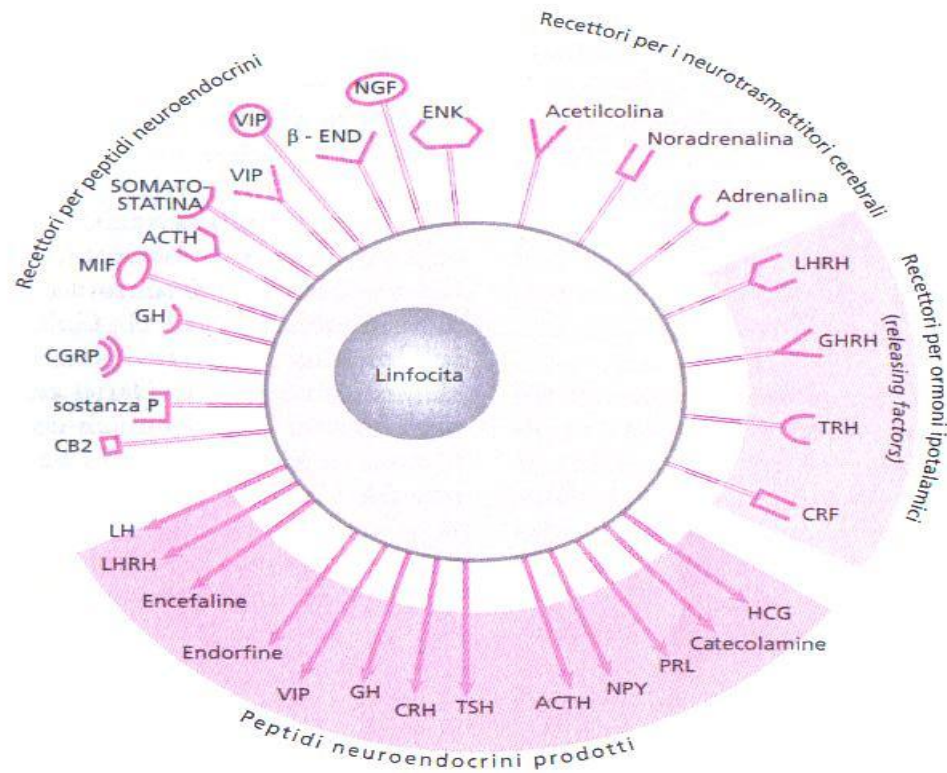 Recettori per peptidi neuroendocrini
Recettori per i neurotrasmettitori cerebrali
NGF
VIP
ENK
Acetilcolina
β - END
Noradrenalina
VIP
SOMATO-
STATINA
Adrenalina
ACTH
MIF
LHRH
GH
GHRH
CGRP
Linfocita
sostanza P
TRH
CB2
CRF
Recettori per ormoni ipotalamici
(releasing factors)
LH
LHRH
Encefaline
Endorfine
VIP
GH
CRH
TSH
ACTH
NPY
PRL
Catecolamine
HCG
Peptidi neuroendocrini prodotti